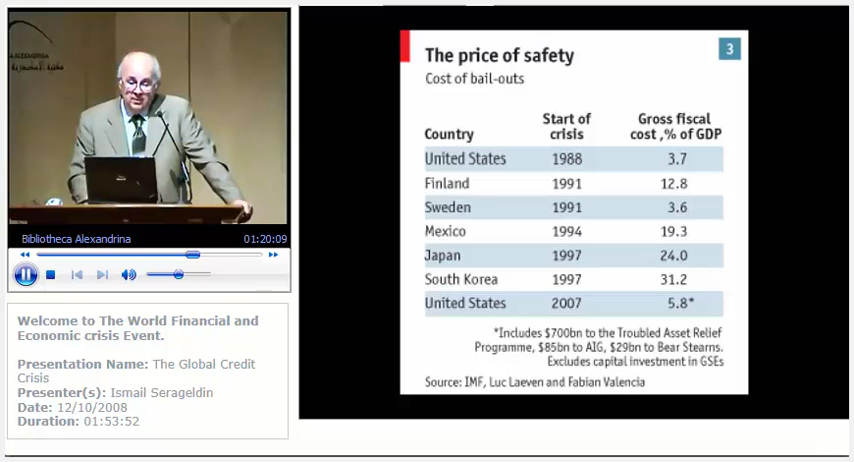 ALEXANDRINA
مكتبة الإسكندرية
Bibliotheca Alexandrina 01:20:09
Welcome to The World Financial and
Economic crisis Event.
Presentation Name: The Global Credit
Crisis
Presenter(s): Ismail Serageldin
Date: 12/10/2008
Duration: 01:53:52
The price of safety 3
Cost of bail-outs
Start of Gross fiscal
Country crisis cost ,% of GDP
United States 1988 3.7
Finland 1991 12.8
Sweden 1991 3.6
Mexico 1994 19.3
Japan 1997 24.0
South Korea 1997 31.2
United States 2007 5.8*
*Includes $700bn to the Troubled Asset Relief
Programme, $85bn to AIG, $29bn to Bear Stearns.
Excludes capital investment in GSEs
Source: IMF, Luc Laeven and Fabian Valencia